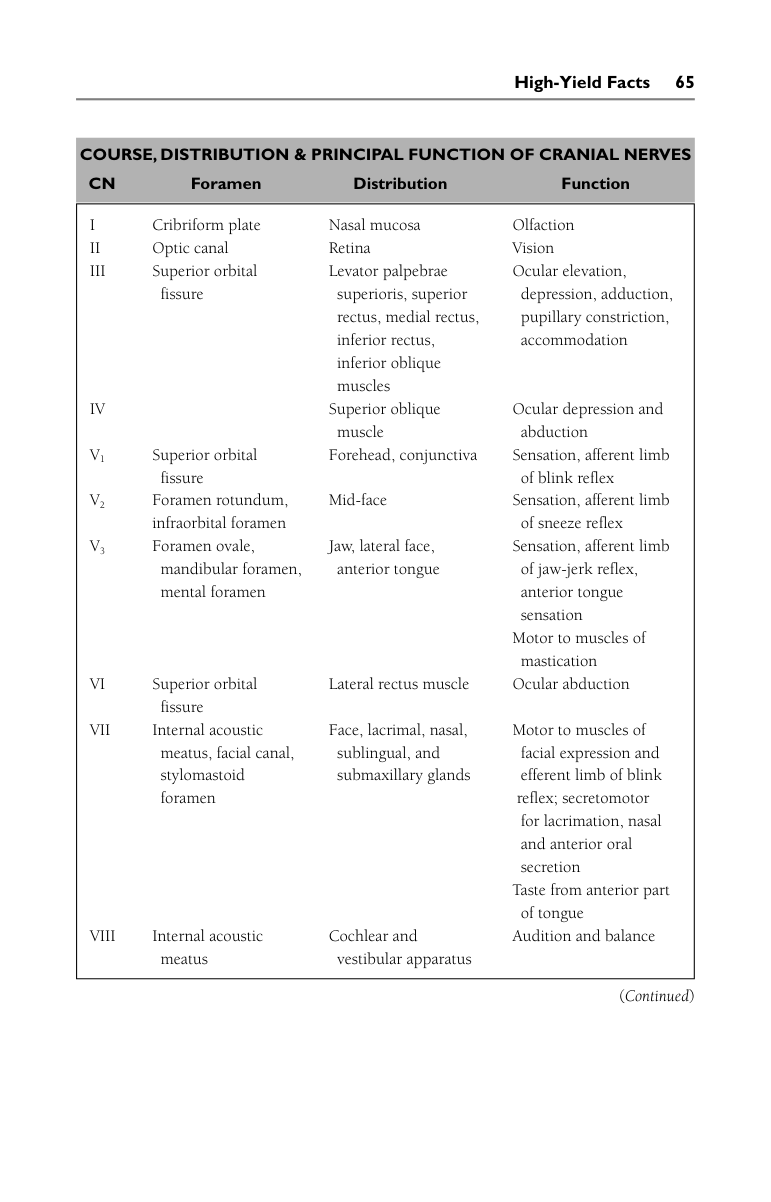 High-Yield Facts 65
COURSE, DISTRIBUTION & PRINCIPAL FUNCTION OF CRANIAL NERVES
CN Foramen Distribution Function
I Cribriform plate Nasal mucosa Olfaction
II Optic canal Retina Vision
III Superior orbital Levator palpebrae Ocular elevation,
fissure superioris, superior depression, adduction,
rectus, medial rectus, pupillary constriction,
inferior rectus, accommodation
inferior oblique
muscles
IV Superior oblique Ocular depression and
muscle abduction
V₁ Superior orbital Forehead, conjunctiva Sensation, afferent limb
fissure of blink reflex
V₂ Foramen rotundum, Mid-face Sensation, afferent limb
infraorbital foramen of sneeze reflex
V₃ Foramen ovale, Jaw, lateral face, Sensation, afferent limb
mandibular foramen, anterior tongue of jaw-jerk reflex,
mental foramen anterior tongue
sensation
Motor to muscles of
mastication
VI Superior orbital Lateral rectus muscle Ocular abduction
fissure
VII Internal acoustic Face, lacrimal, nasal, Motor to muscles of
meatus, facial canal, sublingual, and facial expression and
stylomastoid submaxillary glands efferent limb of blink
foramen reflex; secretomotor
for lacrimation, nasal
and anterior oral
secretion
Taste from anterior part
of tongue
VIII Internal acoustic Cochlear and Audition and balance
meatus vestibular apparatus
(Continued)